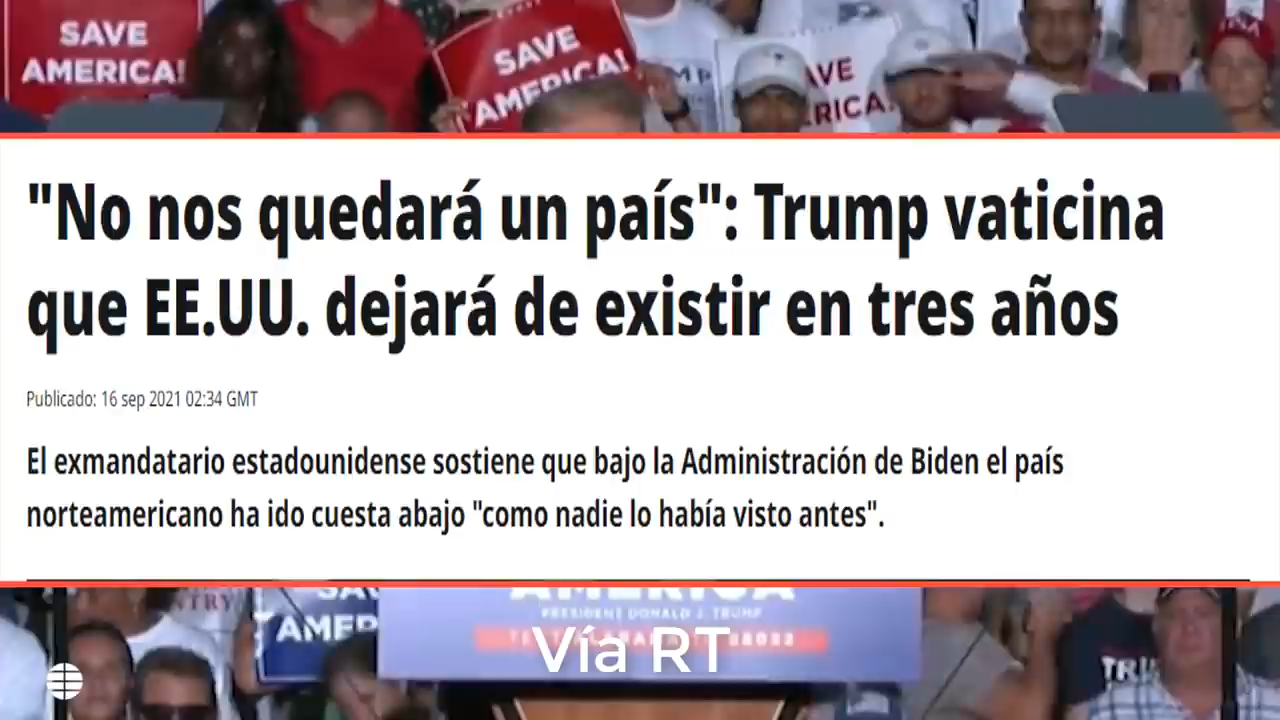 SAVE
AMERICA!
SAVE
AMERICA!
"No nos quedará un país": Trump vaticina
que EE.UU. dejará de existir en tres años
Publicado: 16 sep 2021 02:34 GMT
El exmandatario estadounidense sostiene que bajo la Administración de Biden el país
norteamericano ha ido cuesta abajo "como nadie lo había visto antes".
AMERICA
PRESIDENT DONALD J. TRUMP
Vía RT